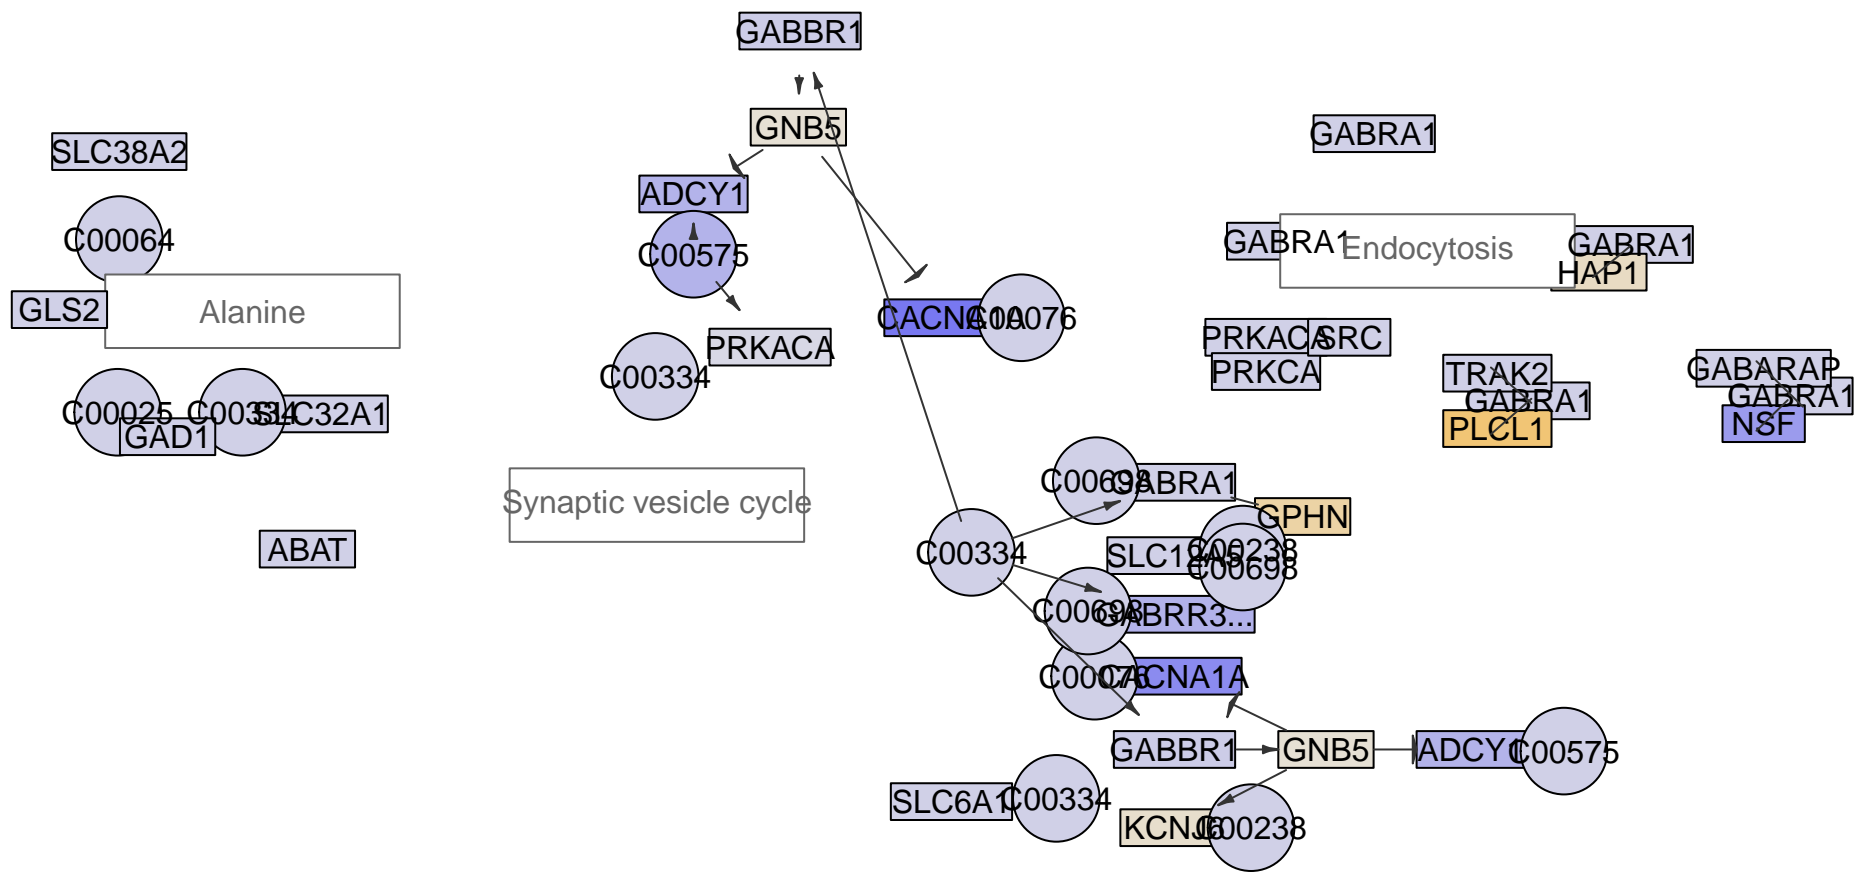 GABBR1
GNB5
SLC38A2
GABRA1
ADCY1
C00064
C00575
GABRA1
Endocytosis
GABRA1
HAP1
GLS2
Alanine
CACNA1A
C00076
PRKACA
C00334
PRKACA
SRC
PRKCA
TRAK2
GABRA1
PLCL1
GABARAP
GABRA1
NSF
C00025
GAD1
C00334
SLC32A1
Synaptic vesicle cycle
C00698
GABRA1
GPHN
ABAT
C00334
SLC12A5
C00238
C00698
C00698
GABRR3...
C00076
CACNA1A
GABBR1
GNB5
ADCY1
C00575
SLC6A1
C00334
KCNJ6
C00238